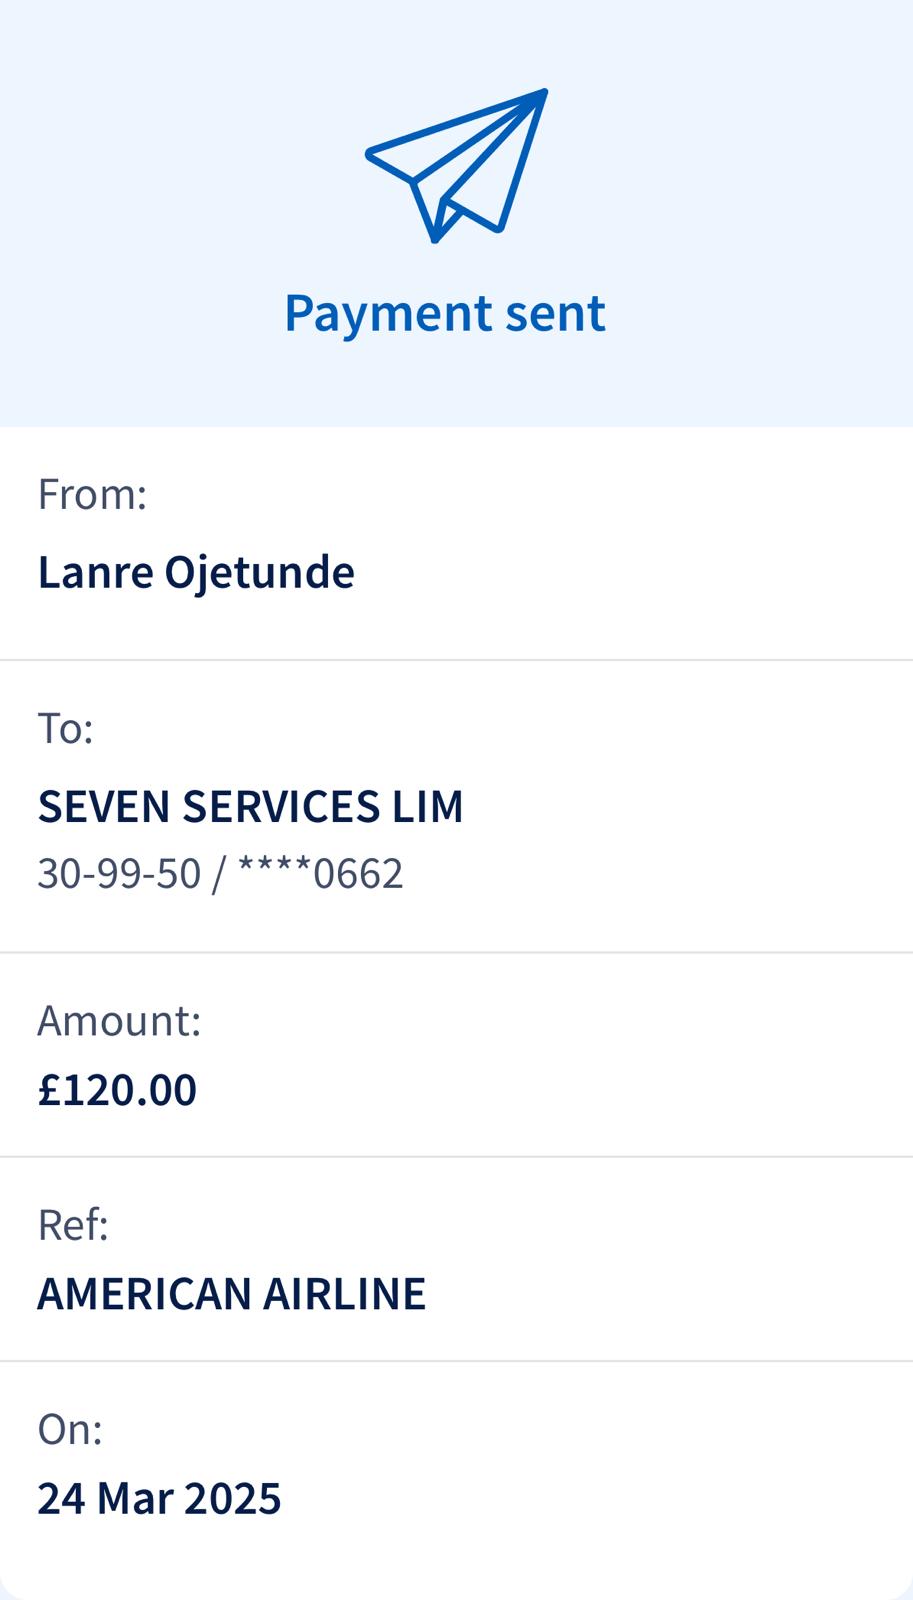 Payment sent
From:
Lanre Ojetunde
To:
SEVEN SERVICES LIM
30-99-50 / ****0662
Amount:
£120.00
Ref:
AMERICAN AIRLINE
On:
24 Mar 2025